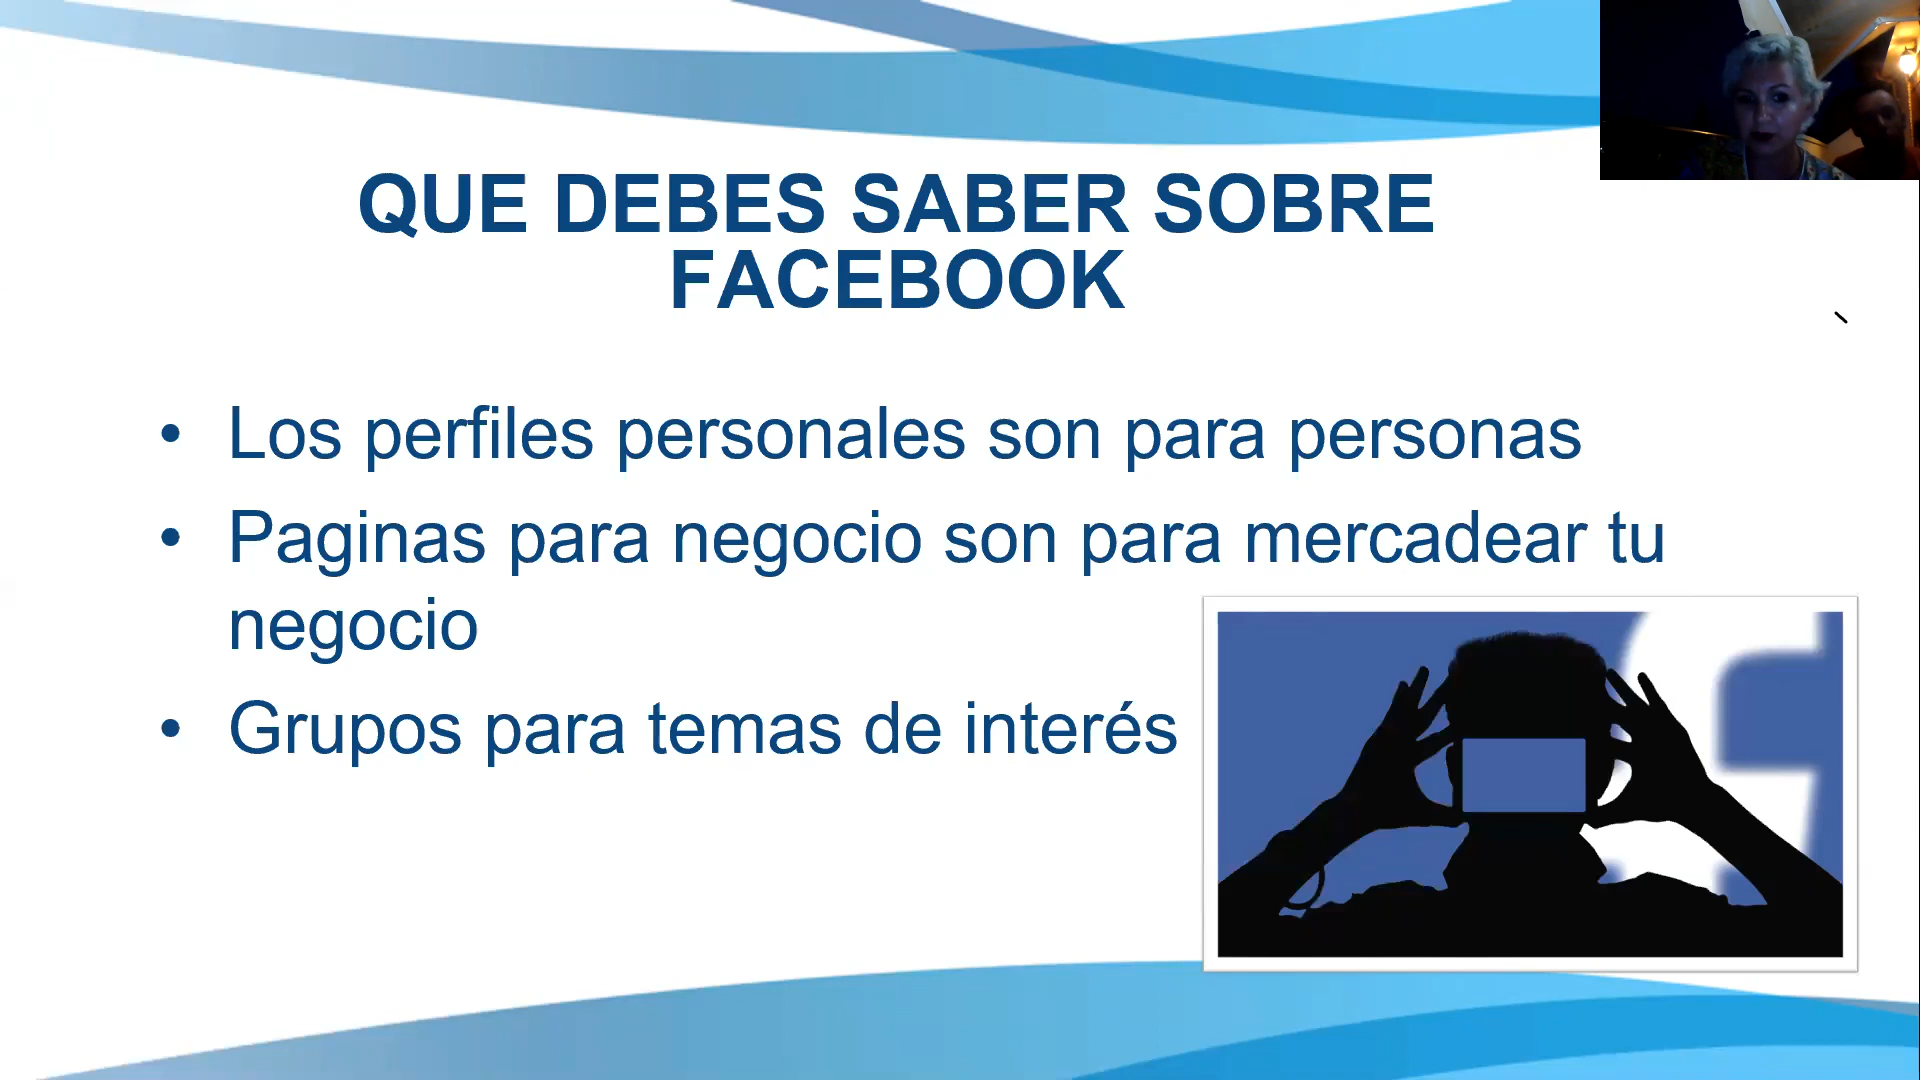 QUE DEBES SABER SOBRE
FACEBOOK
• Los perfiles personales son para personas
• Paginas para negocio son para mercadear tu
negocio
• Grupos para temas de interés